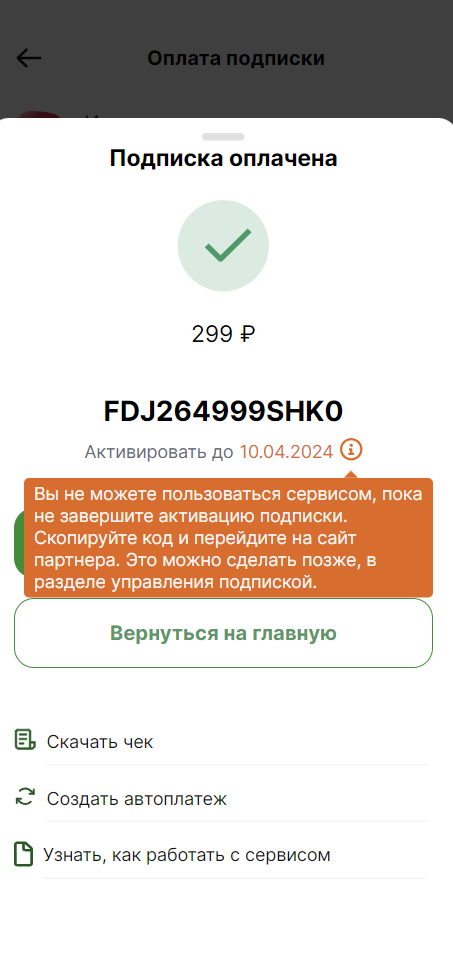 Оплата подписки
Подписка оплачена
299 ₽
FDJ264999SHK0
Активировать до 10.04.2024
Вы не можете пользоваться сервисом, пока
не завершите активацию подписки.
Скопируйте код и перейдите на сайт
партнера. Это можно сделать позже, в
разделе управления подпиской.
Вернуться на главную
Скачать чек
Создать автоплатеж
Узнать, как работать с сервисом